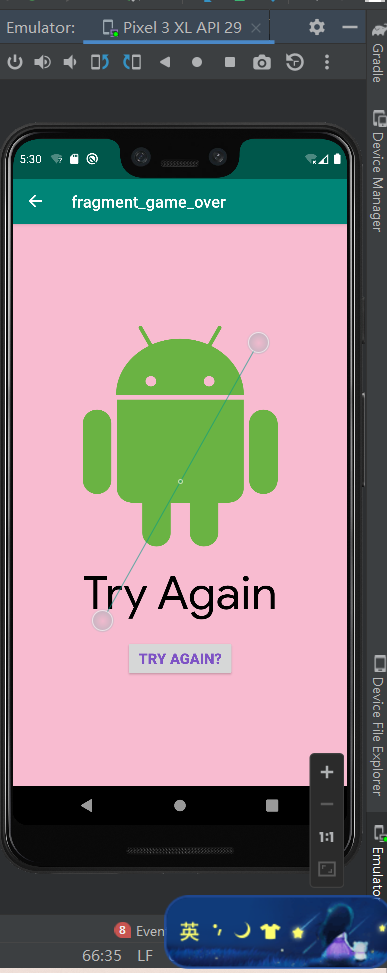 Emulator: Pixel 3 XL API 29
Gradle
Device Manager
5:30
fragment_game_over
Try Again
TRY AGAIN?
Device File Explorer
1:1
Emulator
8 Even
英
66:35 LF